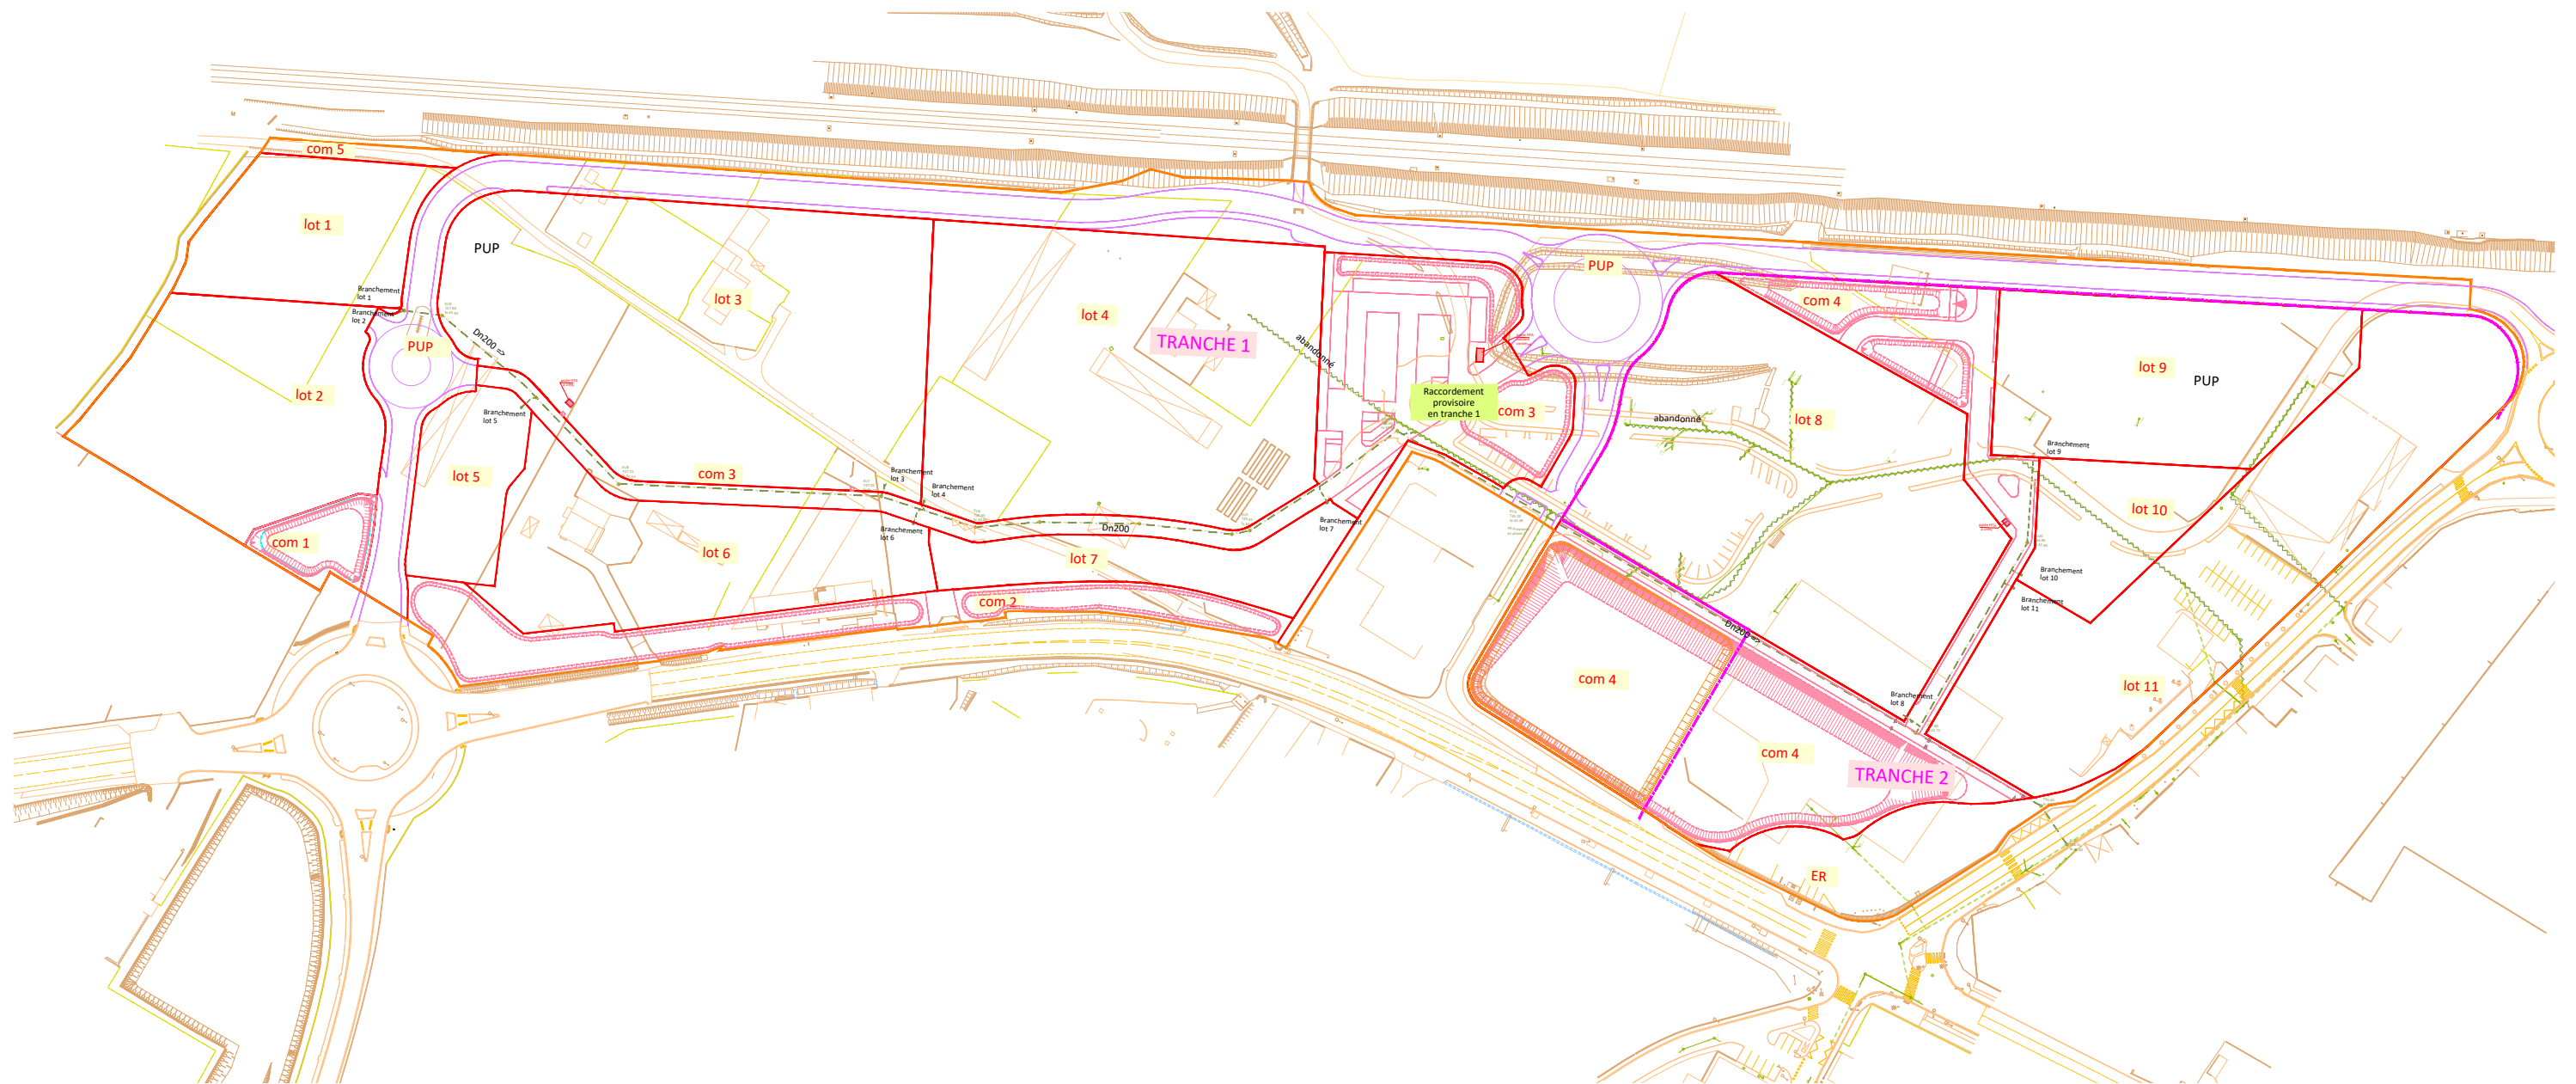 com 5
lot 1
PUP
PUP
lot 3
com 4
Branchement
lot 1
Branchement
lot 2
lot 4
TRANCHE 1
abandonné
Dn200 =>
PUP
lot 9
PUP
lot 2
Raccordement
provisoire
en tranche 1
com 3
Branchement
lot 5
abandonné
lot 8
lot 5
com 3
Branchement
lot 3
Branchement
lot 4
Branchement
lot 9
lot 10
Dn200
Branchement
lot 6
Branchement
lot 7
com 1
lot 6
lot 7
Branchement
lot 10
com 2
Branchement
lot 11
Dn200 =>
com 4
lot 11
Branchement
lot 8
com 4
TRANCHE 2
ER